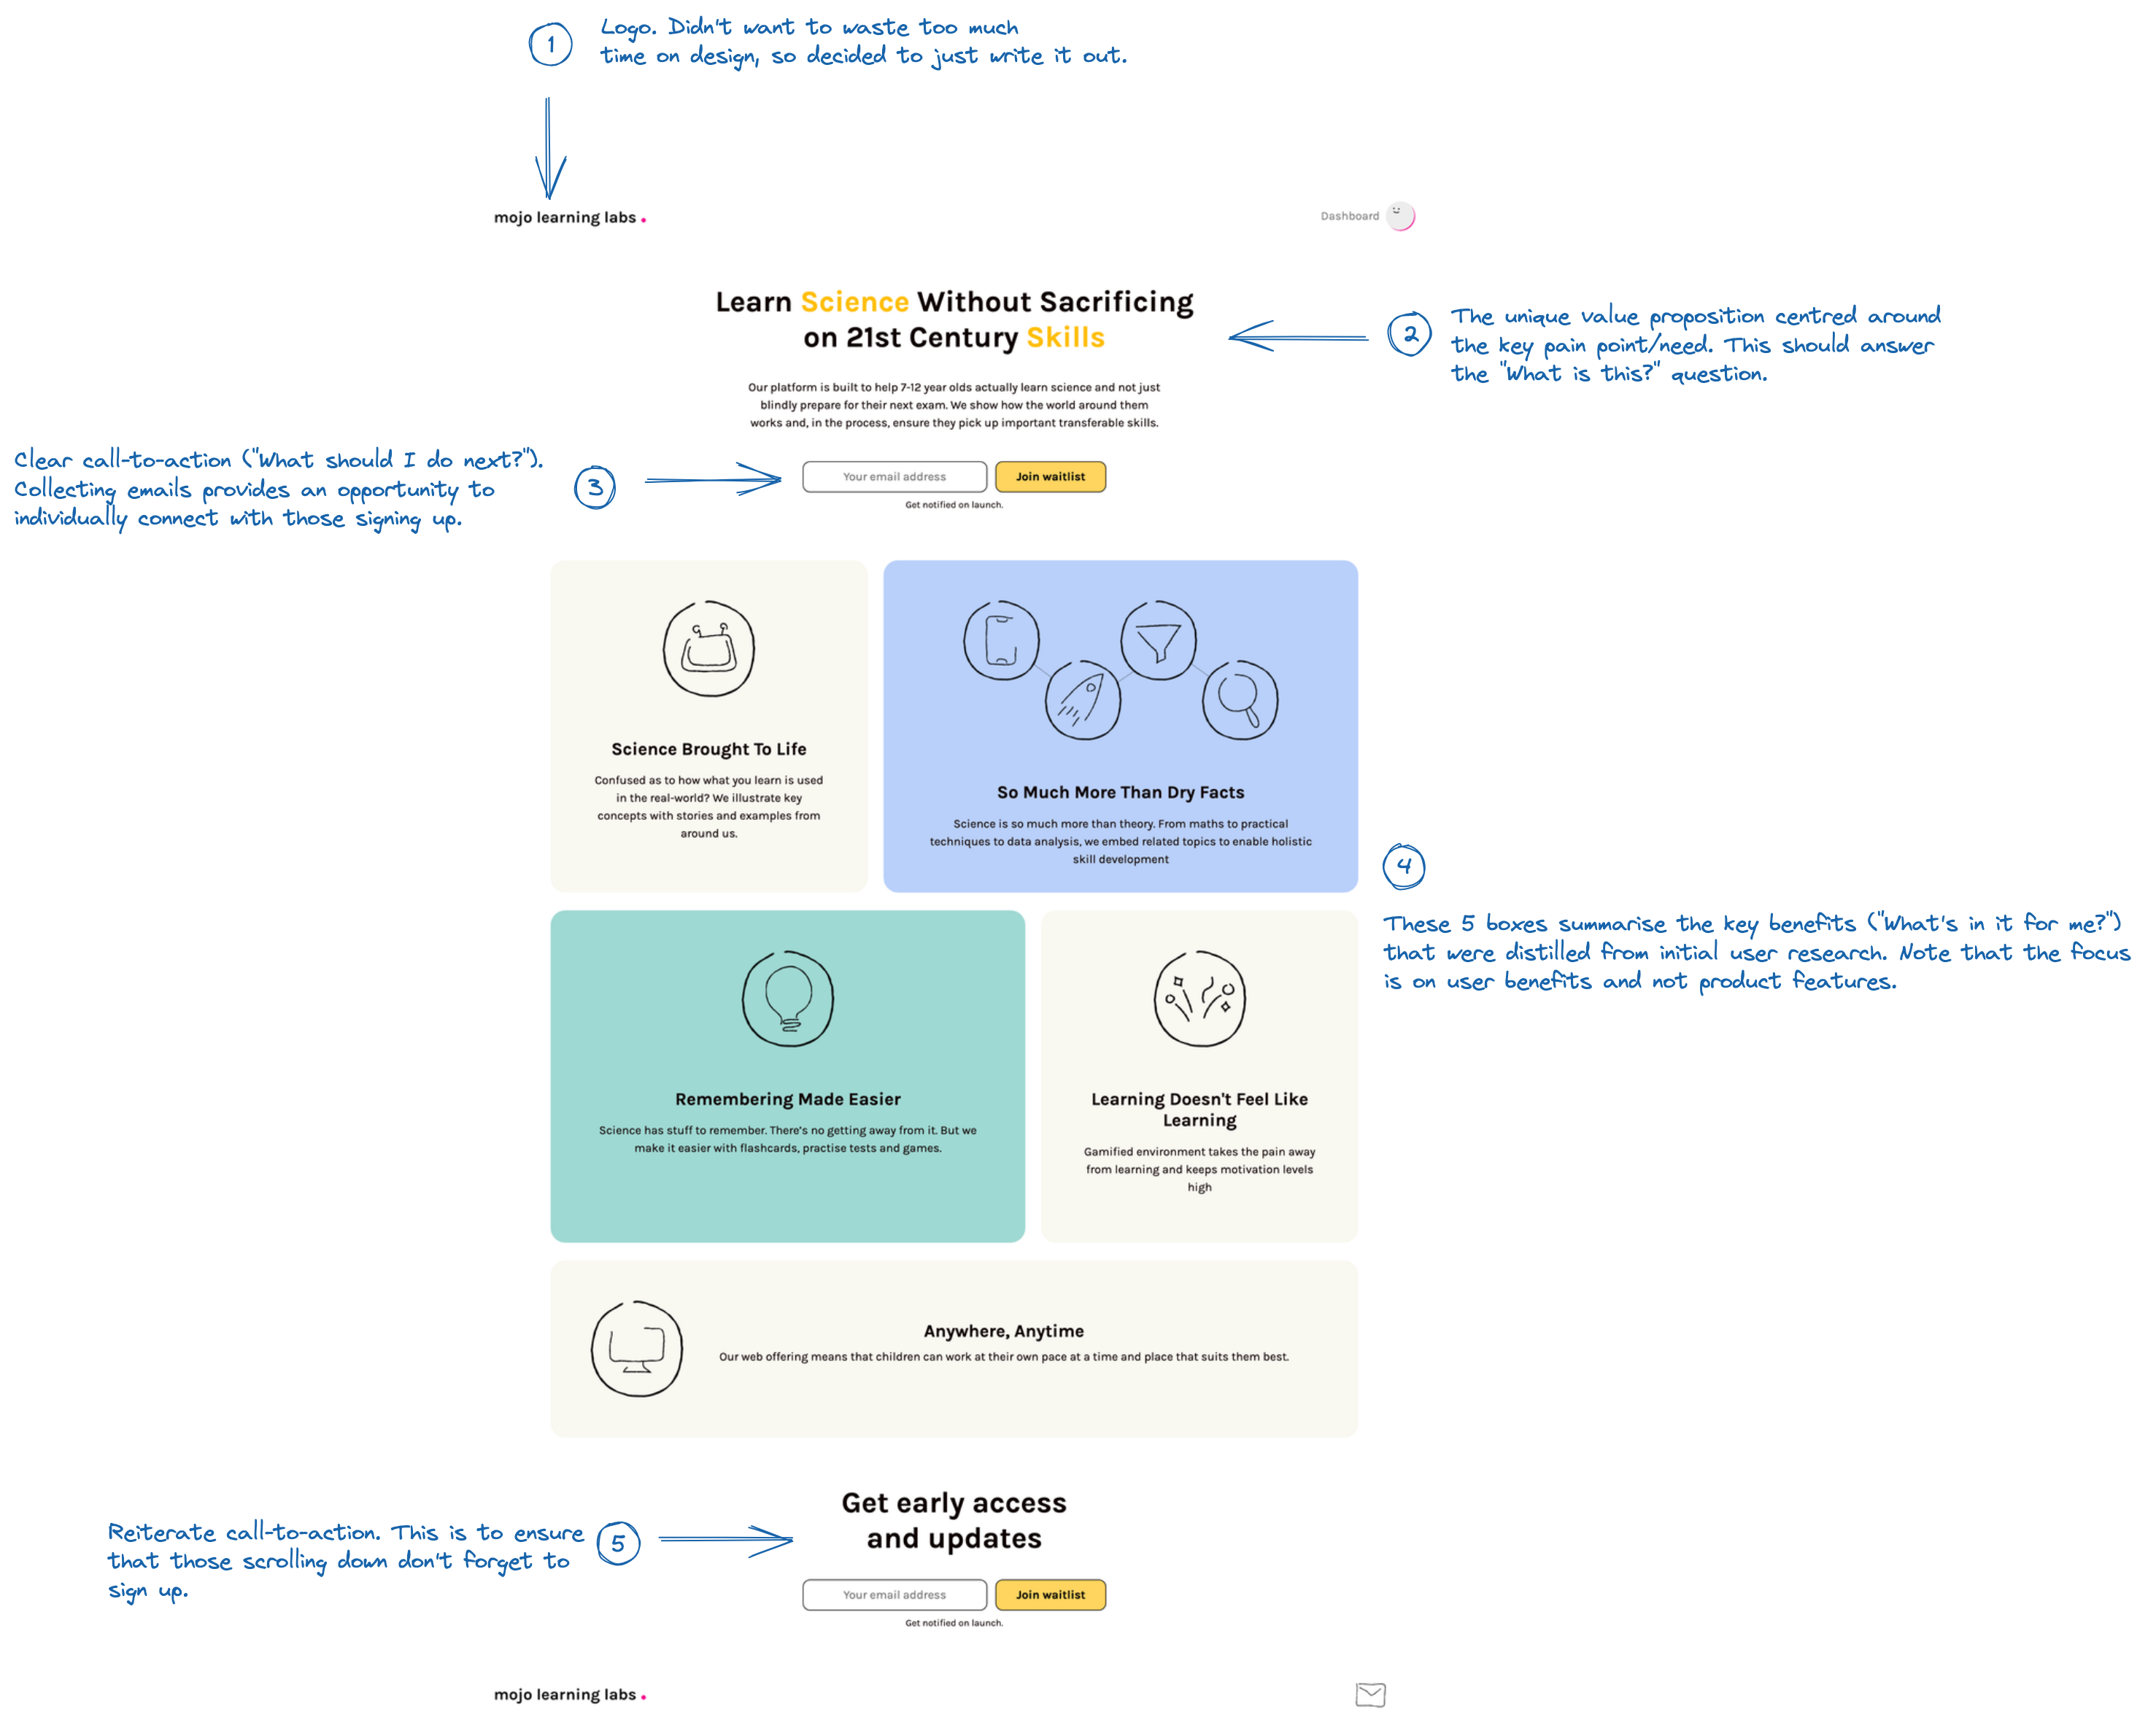 1
Logo. Didn't want to waste too much
time on design, so decided to just write it out.
mojo learning labs
Dashboard
Learn Science Without Sacrificing
on 21st Century Skills
2
The unique value proposition centred around
the key pain point/need. This should answer
the "What is this?" question.
Our platform is built to help 7-12 year olds actually learn science and not just
blindly prepare for their next exam. We show how the world around them
works and, in the process, ensure they pick up important transferable skills.
Clear call-to-action ("What should I do next?").
Collecting emails provides an opportunity to
individually connect with those signing up.
3
Your email address
Join waitlist
Get notified on launch.
Science Brought To Life
Confused as to how what you learn is used
in the real-world? We illustrate key
concepts with stories and examples from
around us.
So Much More Than Dry Facts
Science is so much more than theory. From maths to practical
techniques to data analysis, we embed related topics to enable holistic
skill development
4
These 5 boxes summarise the key benefits ("What's in it for me?")
that were distilled from initial user research. Note that the focus
is on user benefits and not product features.
Remembering Made Easier
Science has stuff to remember. There's no getting away from it. But we
make it easier with flashcards, practise tests and games.
Learning Doesn't Feel Like
Learning
Gamified environment takes the pain away
from learning and keeps motivation levels
high
Anywhere, Anytime
Our web offering means that children can work at their own pace at a time and place that suits them best.
Get early access
and updates
Reiterate call-to-action. This is to ensure
that those scrolling down don't forget to
sign up.
5
Your email address
Join waitlist
Get notified on launch.
mojo learning labs